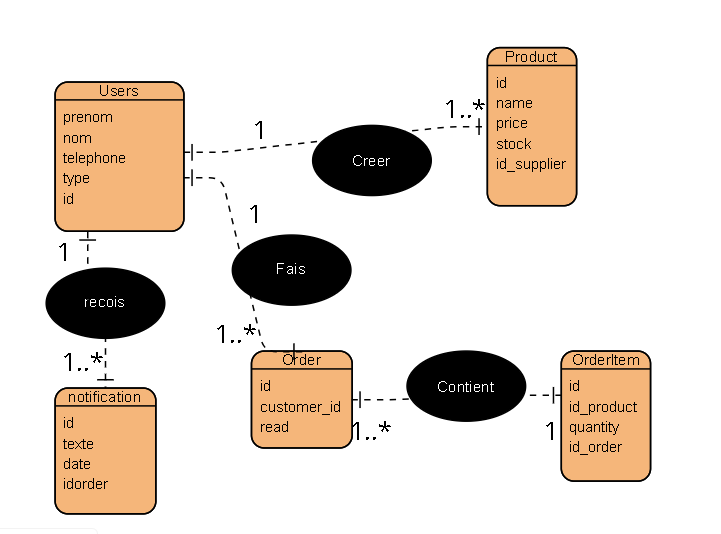 Product
id
name
price
stock
id_supplier
Users
prenom
nom
telephone
type
id
1
1..*
Creer
1
Fais
1..*
1
recois
1..*
notification
id
texte
date
idorder
Order
id
customer_id
read
1..*
Contient
1
OrderItem
id
id_product
quantity
id_order